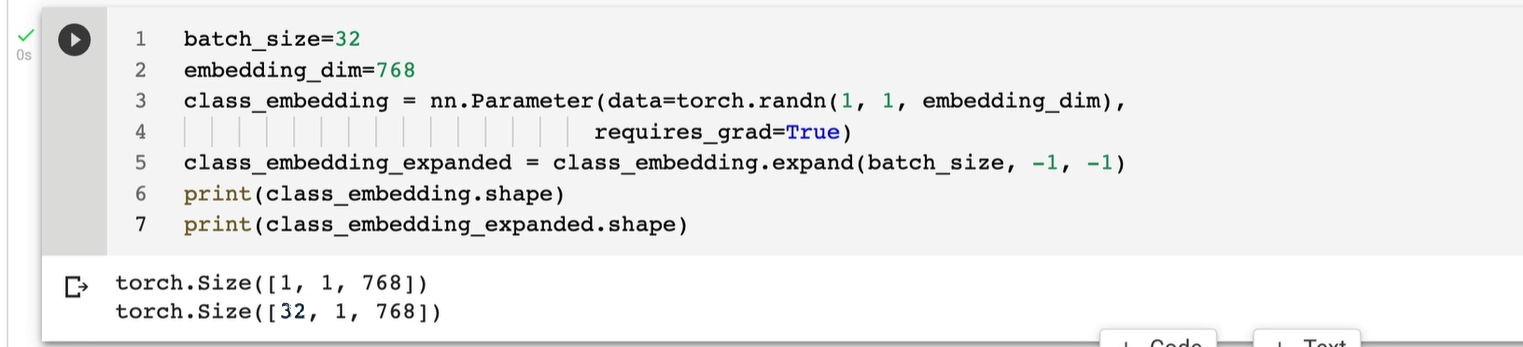 0s
1 batch_size=32
2 embedding_dim=768
3 class_embedding = nn.Parameter(data=torch.randn(1, 1, embedding_dim),
4 requires_grad=True)
5 class_embedding_expanded = class_embedding.expand(batch_size, -1, -1)
6 print(class_embedding.shape)
7 print(class_embedding_expanded.shape)
torch.Size([1, 1, 768])
torch.Size([32, 1, 768])
+ Code + Text